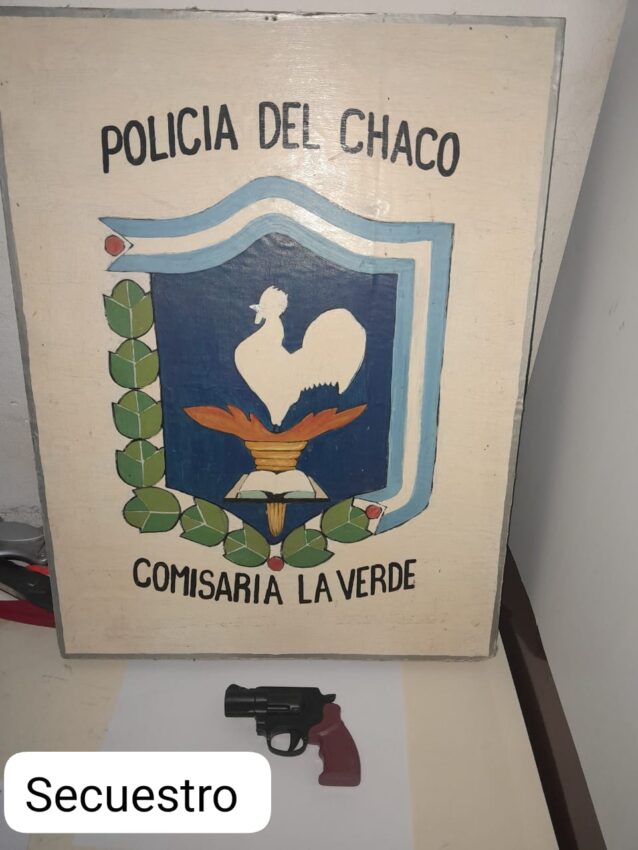 POLICIA DEL CHACO
COMISARIA LA VERDE
Secuestro